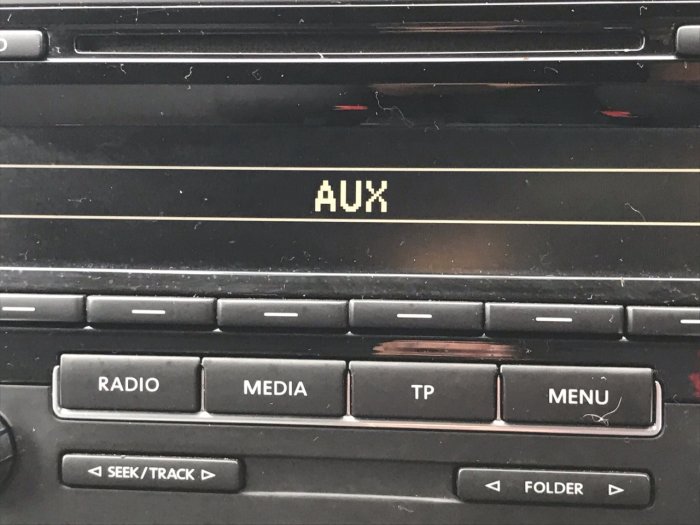 AUX
RADIO MEDIA TP MENU
◁ SEEK/TRACK ▷ ◁ FOLDER ▷